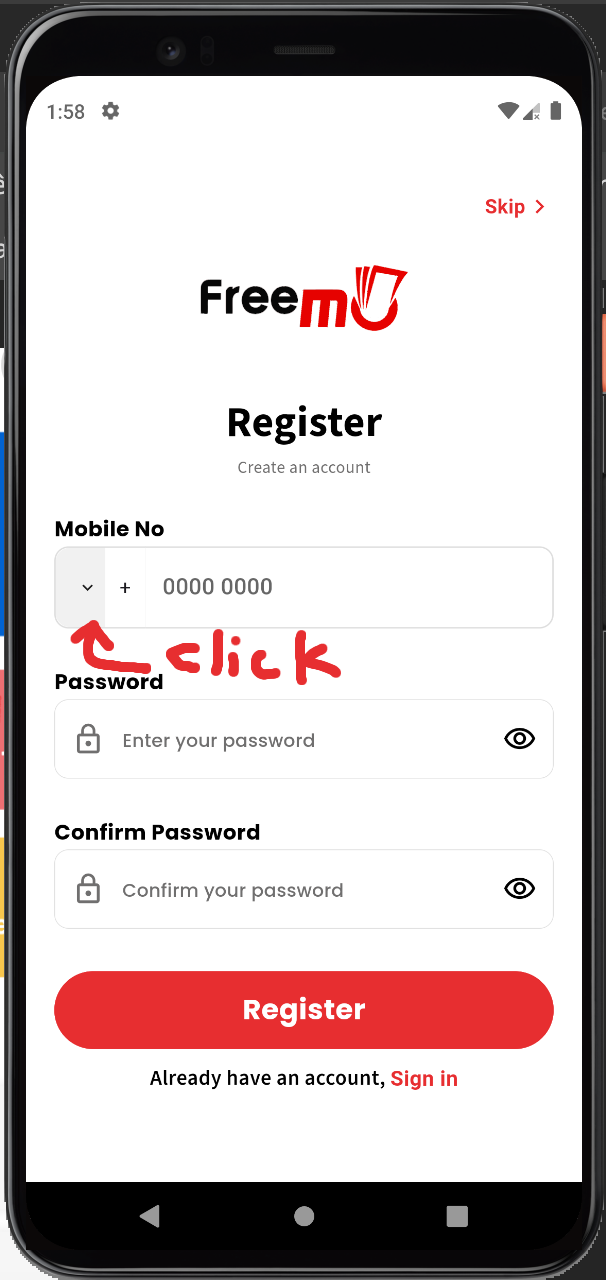 1:58
Skip >
Freemu
Register
Create an account
Mobile No
+ 0000 0000
click
Password
Enter your password
Confirm Password
Confirm your password
Register
Already have an account, Sign in